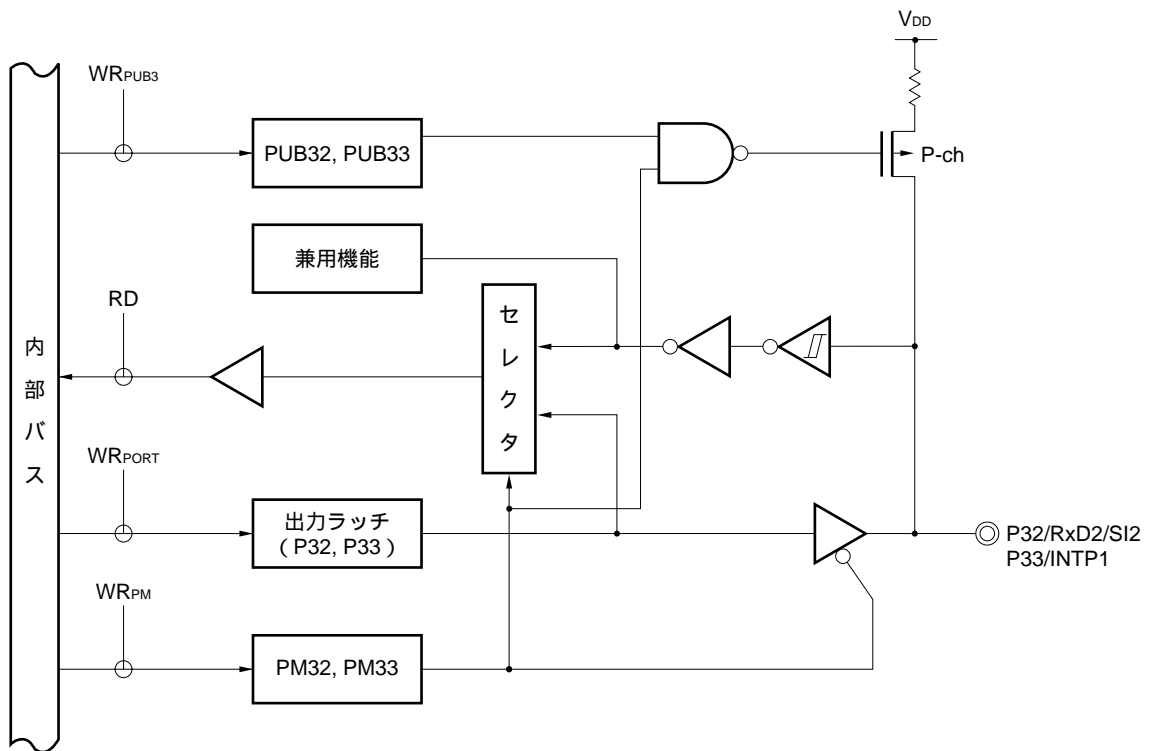 VDD
WRPUB3
PUB32, PUB33
P-ch
兼用機能
RD
セレクタ
内部バス
WRPORT
出力ラッチ
（P32, P33）
P32/RxD2/SI2
P33/INTP1
WRPM
PM32, PM33